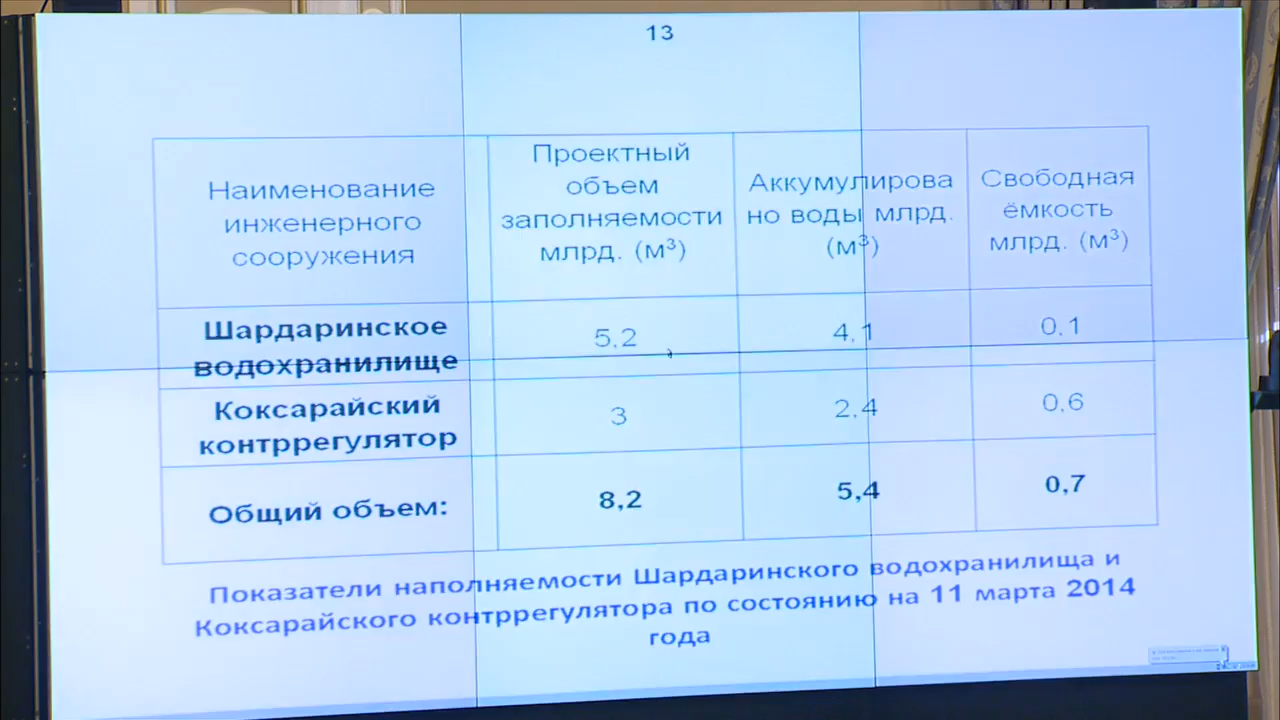 13
Наименование
инженерного
сооружения
Проектный
объем
заполняемости
млрд. (м³)
Аккумулирова
но воды млрд.
(м³)
Свободная
ёмкость
млрд. (м³)
Шардаринское
водохранилище
5,2
4,1
0,1
Коксарайский
контррегулятор
3
2,4
0,6
Общий объем:
8,2
5,4
0,7
Показатели наполняемости Шардаринского водохранилища и
Коксарайского контррегулятора по состоянию на 11 марта 2014
года